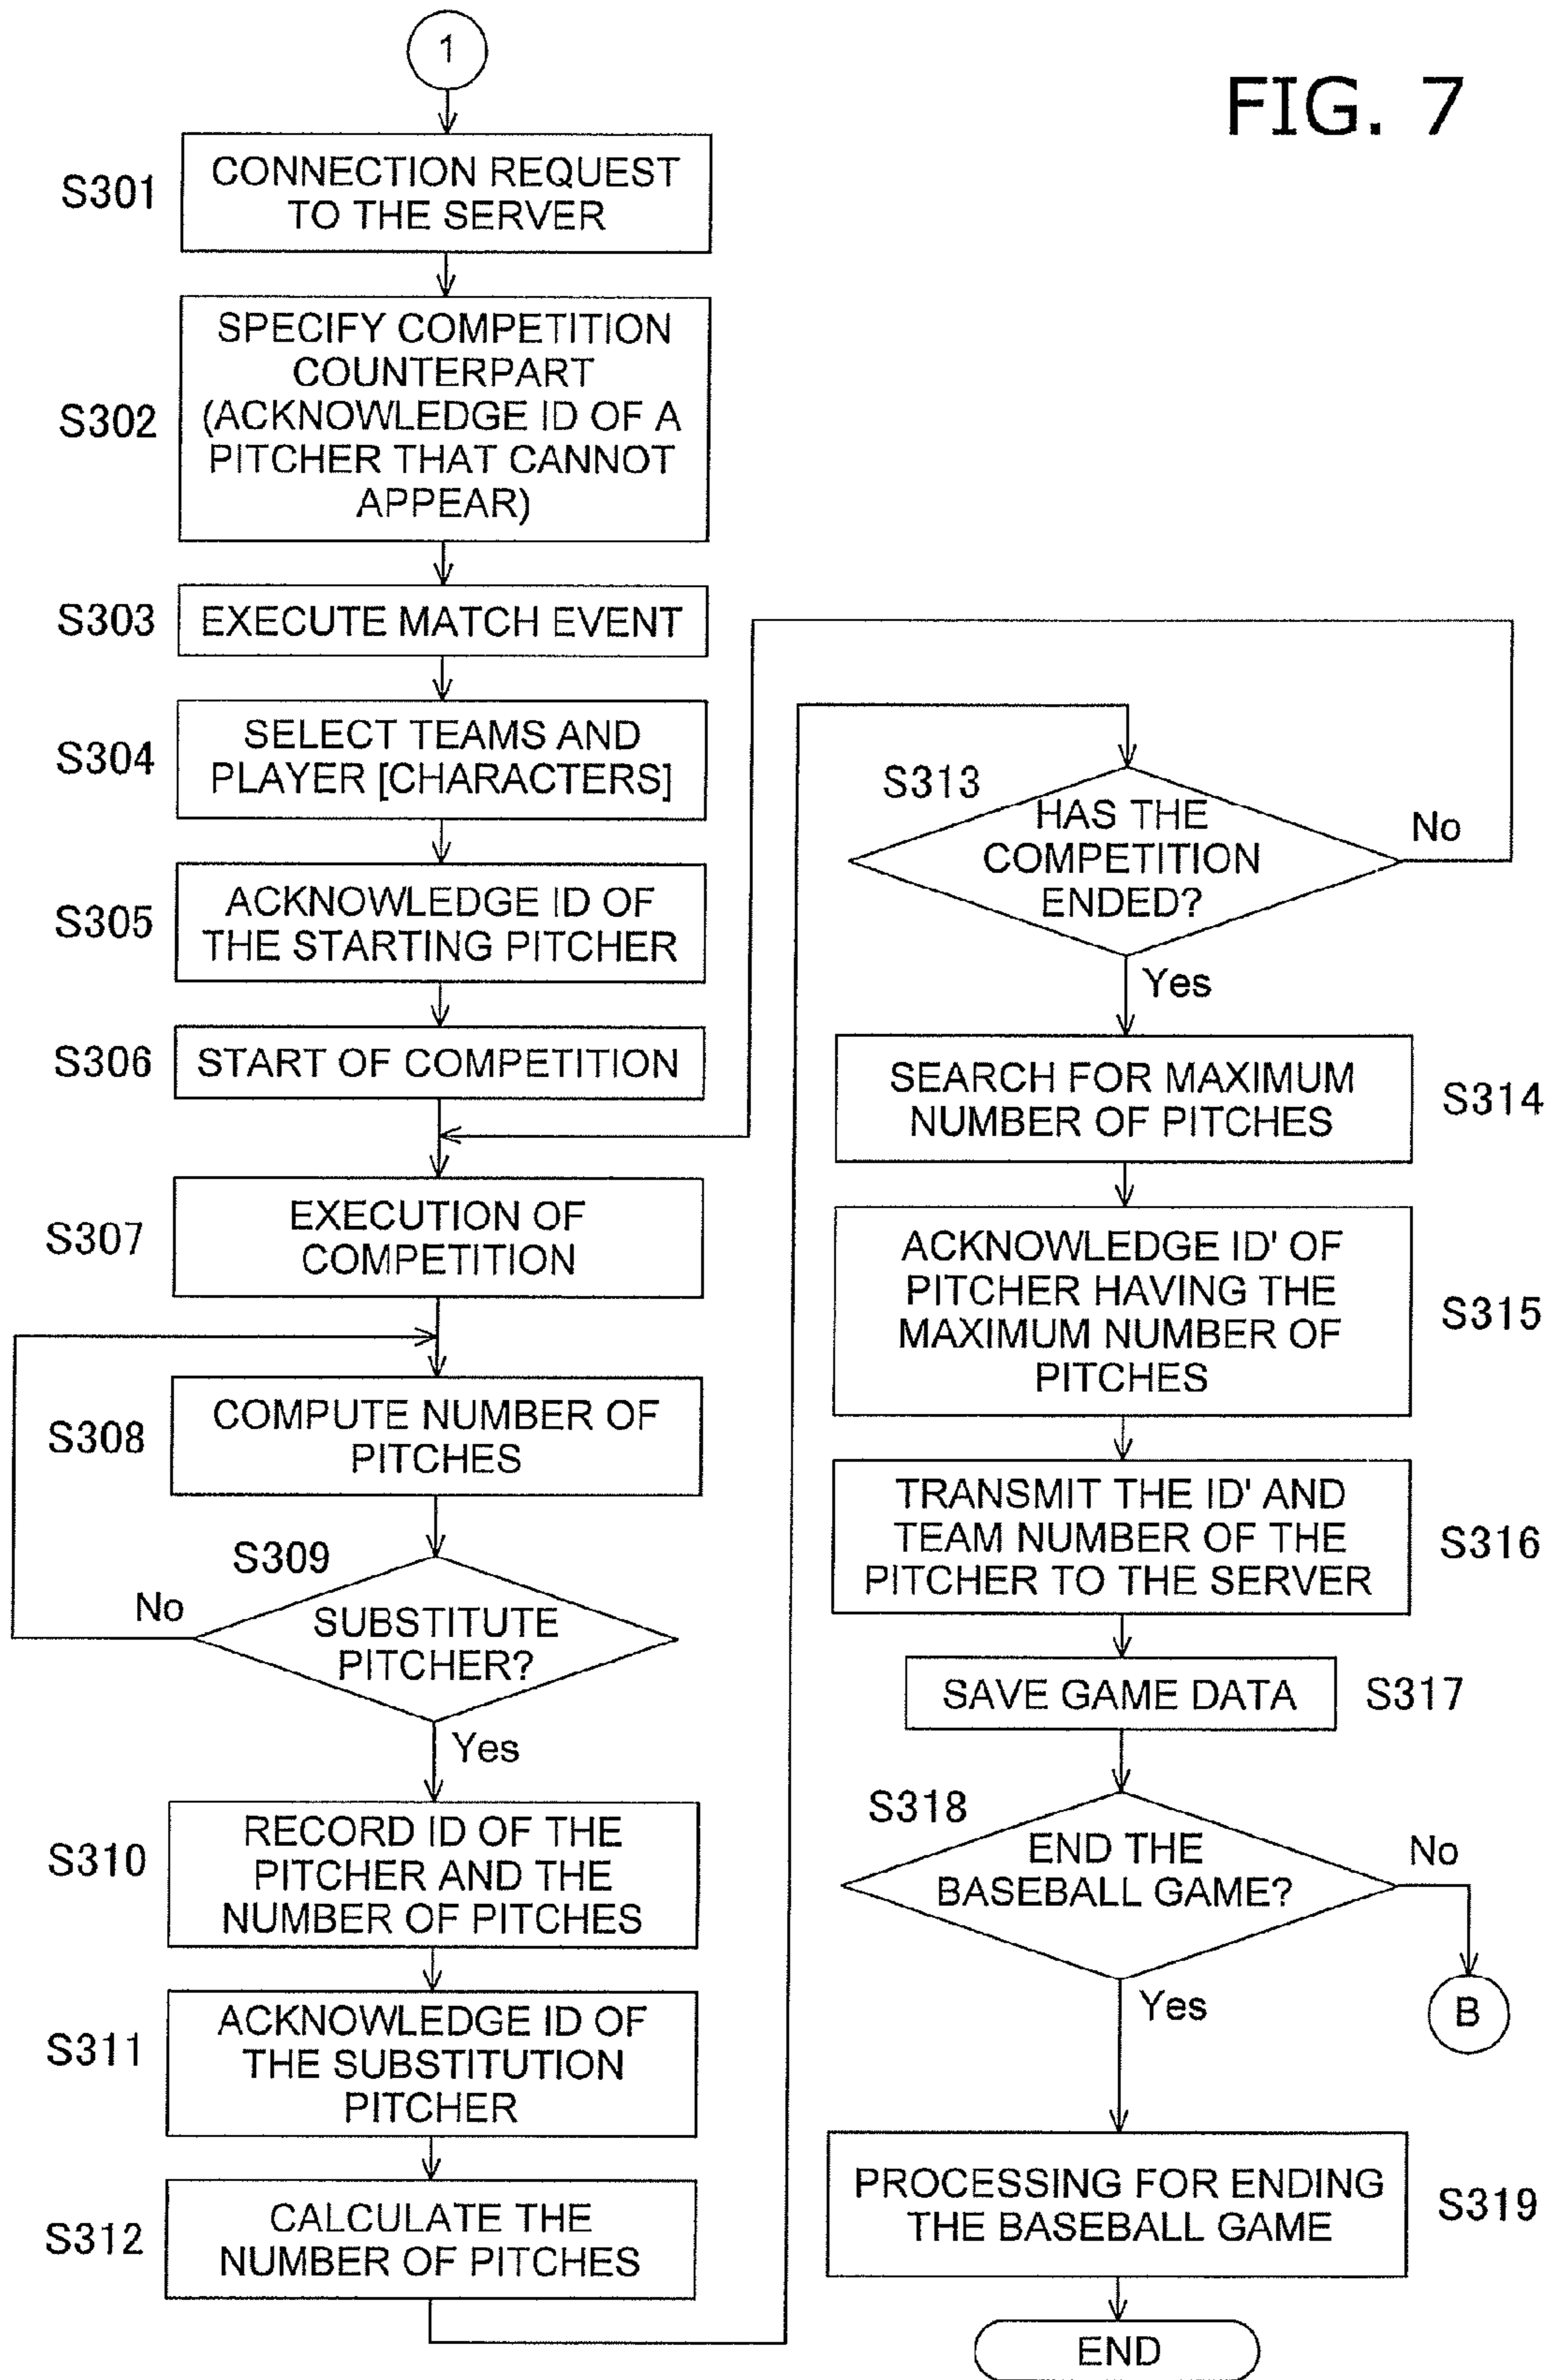 FIG. 7
1
S301
CONNECTION REQUEST
TO THE SERVER
S302
SPECIFY COMPETITION
COUNTERPART
(ACKNOWLEDGE ID OF A
PITCHER THAT CANNOT
APPEAR)
S303
EXECUTE MATCH EVENT
S304
SELECT TEAMS AND
PLAYER [CHARACTERS]
S305
ACKNOWLEDGE ID OF
THE STARTING PITCHER
S306
START OF COMPETITION
S307
EXECUTION OF
COMPETITION
S308
COMPUTE NUMBER OF
PITCHES
S309
SUBSTITUTE
PITCHER?
No
Yes
S310
RECORD ID OF THE
PITCHER AND THE
NUMBER OF PITCHES
S311
ACKNOWLEDGE ID OF
THE SUBSTITUTION
PITCHER
S312
CALCULATE THE
NUMBER OF PITCHES
S313
HAS THE
COMPETITION
ENDED?
No
Yes
SEARCH FOR MAXIMUM
NUMBER OF PITCHES
S314
ACKNOWLEDGE ID' OF
PITCHER HAVING THE
MAXIMUM NUMBER OF
PITCHES
S315
TRANSMIT THE ID' AND
TEAM NUMBER OF THE
PITCHER TO THE SERVER
S316
SAVE GAME DATA
S317
S318
END THE
BASEBALL GAME?
No
B
Yes
PROCESSING FOR ENDING
THE BASEBALL GAME
S319
END